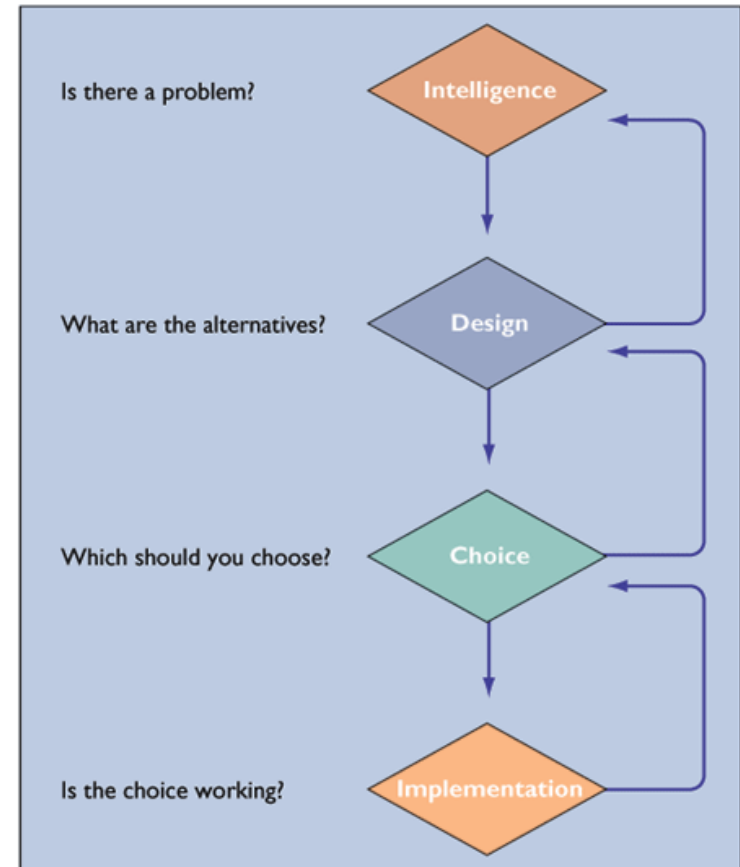 Is there a problem?
Intelligence
What are the alternatives?
Design
Which should you choose?
Choice
Is the choice working?
Implementation